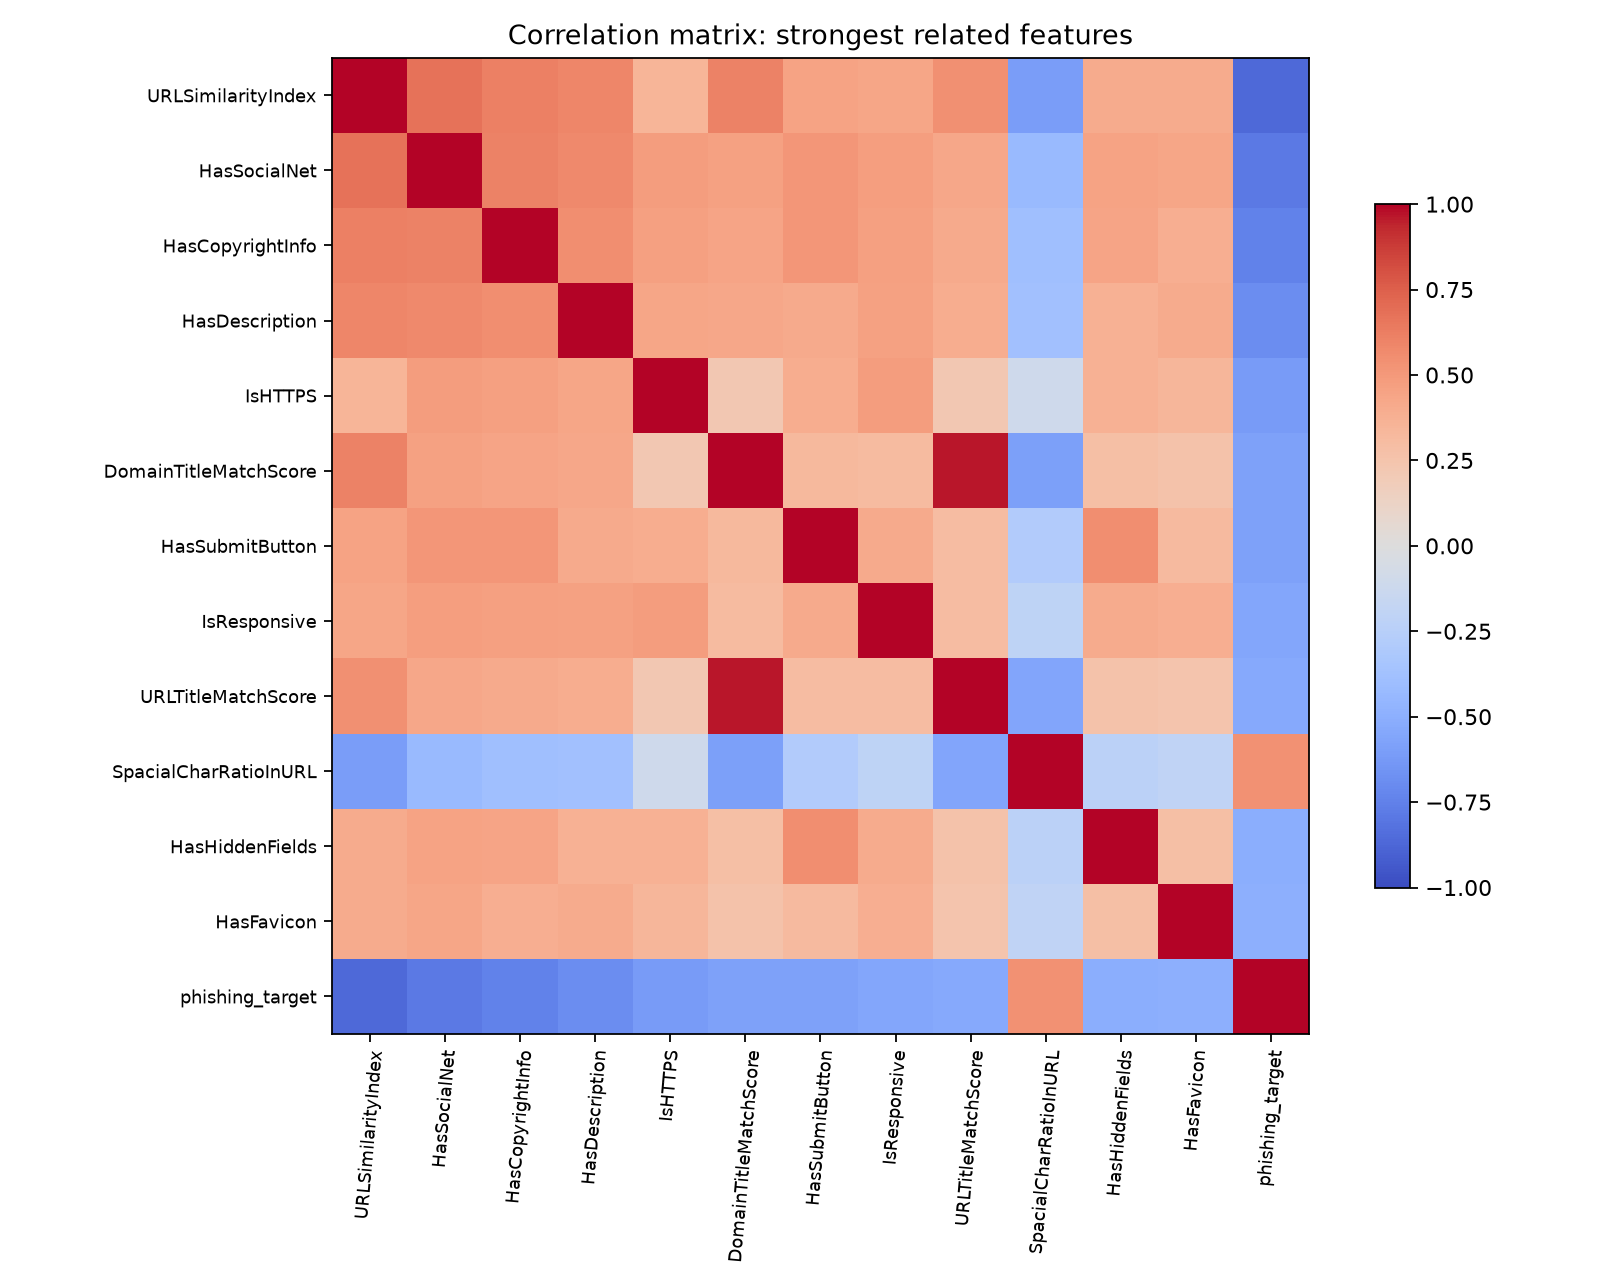 Correlation matrix: strongest related features
URLSimilarityIndex
HasSocialNet
HasCopyrightInfo
HasDescription
IsHTTPS
DomainTitleMatchScore
HasSubmitButton
IsResponsive
URLTitleMatchScore
SpacialCharRatioInURL
HasHiddenFields
HasFavicon
phishing_target
URLSimilarityIndex
HasSocialNet
HasCopyrightInfo
HasDescription
IsHTTPS
DomainTitleMatchScore
HasSubmitButton
IsResponsive
URLTitleMatchScore
SpacialCharRatioInURL
HasHiddenFields
HasFavicon
phishing_target
1.00
0.75
0.50
0.25
0.00
−0.25
−0.50
−0.75
−1.00